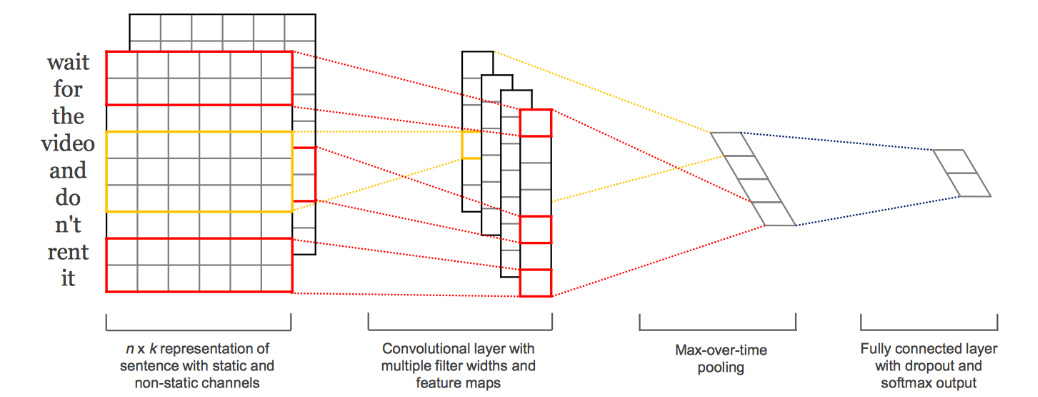 wait
for
the
video
and
do
n't
rent
it
n x k representation of
sentence with static and
non-static channels
Convolutional layer with
multiple filter widths and
feature maps
Max-over-time
pooling
Fully connected layer
with dropout and
softmax output